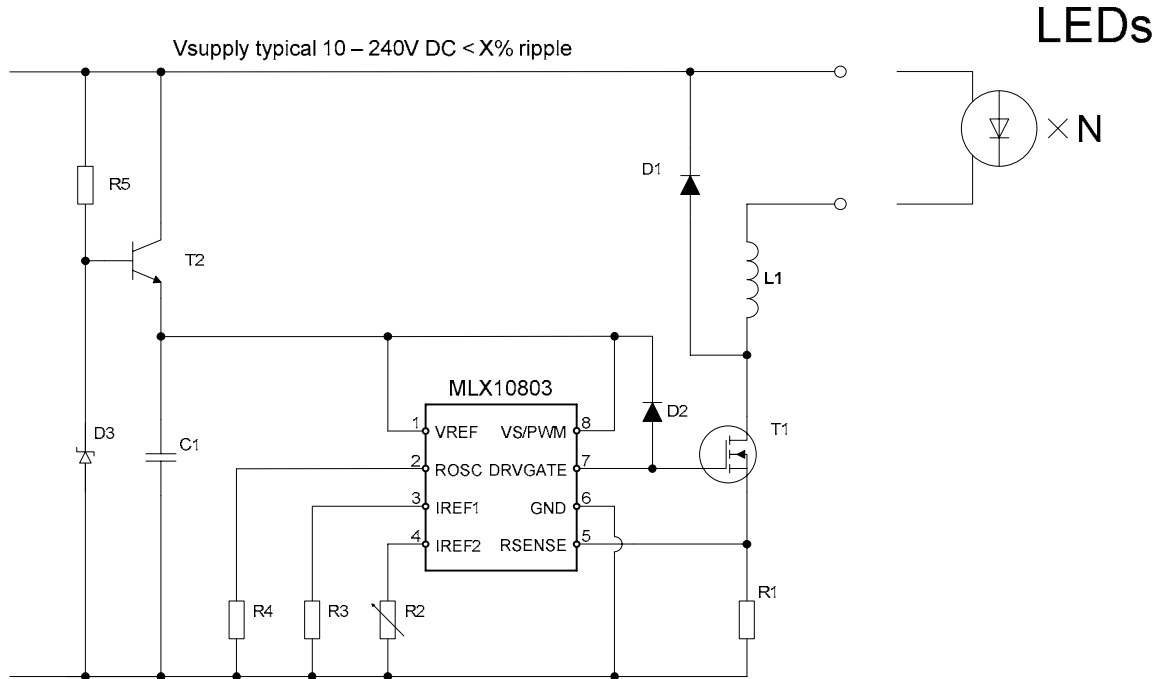 LEDs
Vsupply typical 10 – 240V DC < X% ripple
× N
D1
R5
T2
L1
MLX10803
D2
T1
D3
C1
1 VREF VS/PWM 8
2 ROSC DRVGATE 7
3 IREF1 GND 6
4 IREF2 RSENSE 5
R4
R3
R2
R1